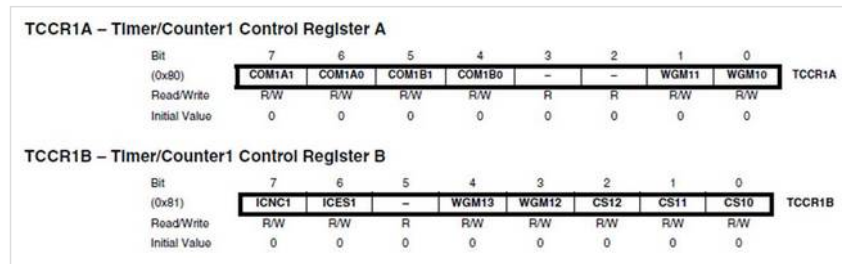 TCCR1A – Timer/Counter1 Control Register A
Bit 7 6 5 4 3 2 1 0
(0x80) COM1A1 COM1A0 COM1B1 COM1B0 – – WGM11 WGM10 TCCR1A
Read/Write R/W R/W R/W R/W R R R/W R/W
Initial Value 0 0 0 0 0 0 0 0
TCCR1B – Timer/Counter1 Control Register B
Bit 7 6 5 4 3 2 1 0
(0x81) ICNC1 ICES1 – WGM13 WGM12 CS12 CS11 CS10 TCCR1B
Read/Write R/W R/W R R/W R/W R/W R/W R/W
Initial Value 0 0 0 0 0 0 0 0